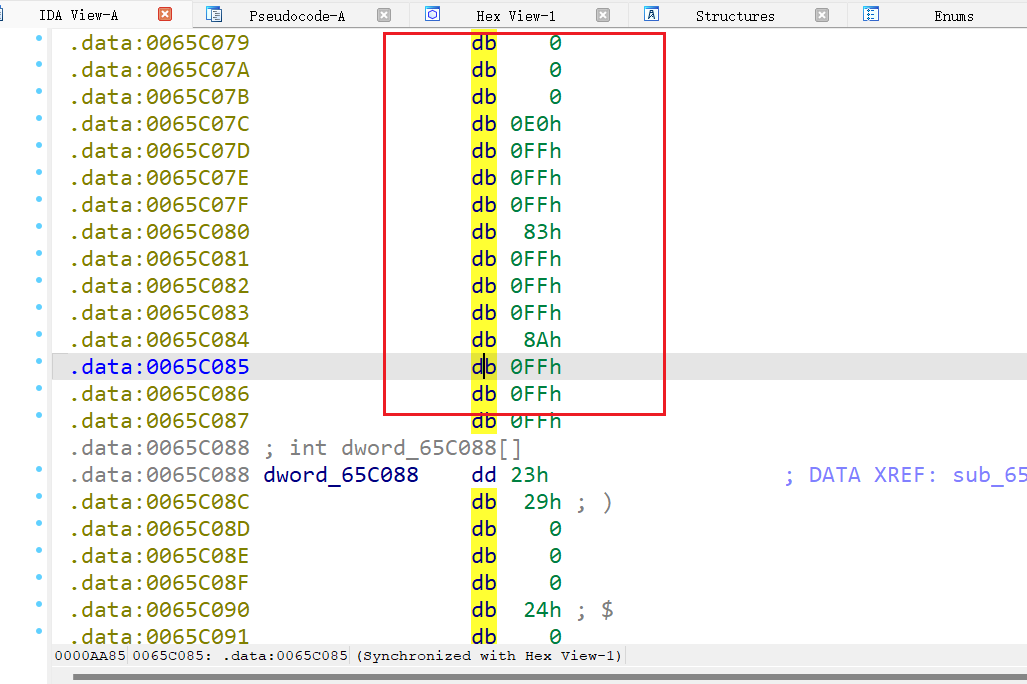 IDA View-A Pseudocode-A Hex View-1 Structures Enums
.data:0065C079 db 0
.data:0065C07A db 0
.data:0065C07B db 0
.data:0065C07C db 0E0h
.data:0065C07D db 0FFh
.data:0065C07E db 0FFh
.data:0065C07F db 0FFh
.data:0065C080 db 83h
.data:0065C081 db 0FFh
.data:0065C082 db 0FFh
.data:0065C083 db 0FFh
.data:0065C084 db 8Ah
.data:0065C085 db 0FFh
.data:0065C086 db 0FFh
.data:0065C087 db 0FFh
.data:0065C088 ; int dword_65C088[]
.data:0065C088 dword_65C088 dd 23h ; DATA XREF: sub_65
.data:0065C08C db 29h ; )
.data:0065C08D db 0
.data:0065C08E db 0
.data:0065C08F db 0
.data:0065C090 db 24h ; $
.data:0065C091 db 0
0000AA85 0065C085: .data:0065C085 (Synchronized with Hex View-1)